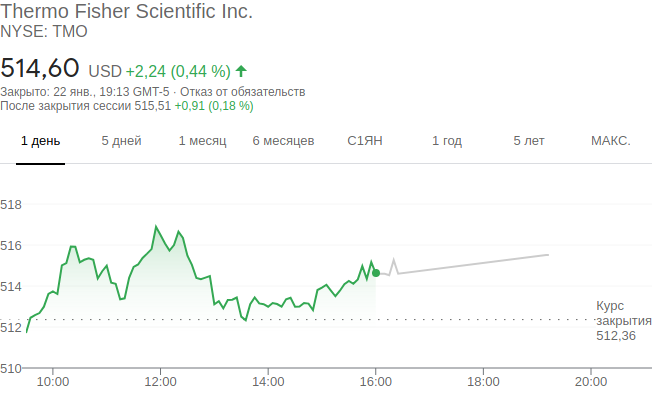 Thermo Fisher Scientific Inc.
NYSE: TMO
514,60 USD +2,24 (0,44 %)
Закрыто: 22 янв., 19:13 GMT-5 · Отказ от обязательств
После закрытия сессии 515,51 +0,91 (0,18 %)
1 день 5 дней 1 месяц 6 месяцев С1ЯН 1 год 5 лет МАКС.
518
516
514
Курс
закрытия
512,36
512
510
10:00 12:00 14:00 16:00 18:00 20:00